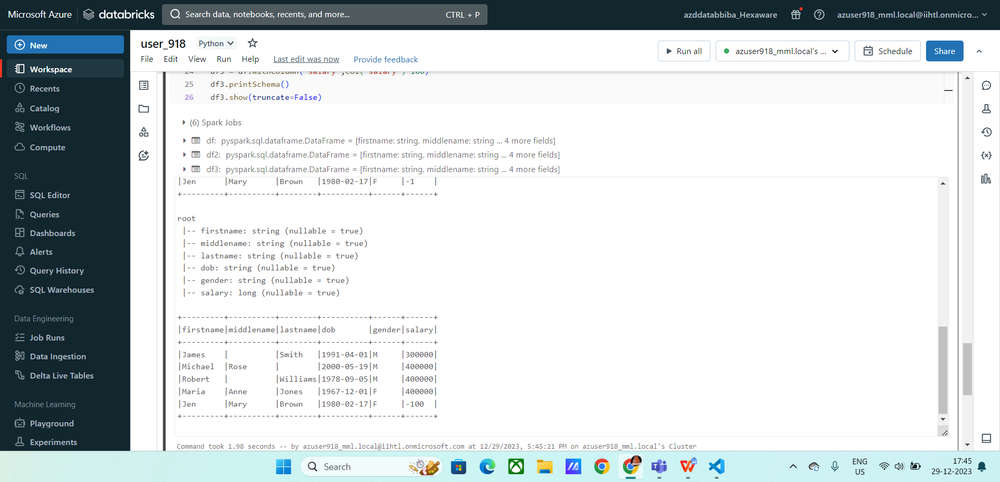 Microsoft Azure databricks Search data, notebooks, recents, and more... CTRL + P azddatabbiba_Hexaware azuser918_mml.local@iihtl.onmicro...
New
Workspace
Recents
Catalog
Workflows
Compute
SQL
SQL Editor
Queries
Dashboards
Alerts
Query History
SQL Warehouses
Data Engineering
Job Runs
Data Ingestion
Delta Live Tables
Machine Learning
Playground
Experiments
user_918 Python
File Edit View Run Help Last edit was now Provide feedback
Run all azuser918_mml.local's ... Schedule Share
25 df3.printSchema()
26 df3.show(truncate=False)
(6) Spark Jobs
df: pyspark.sql.dataframe.DataFrame = [firstname: string, middlename: string ... 4 more fields]
df2: pyspark.sql.dataframe.DataFrame = [firstname: string, middlename: string ... 4 more fields]
df3: pyspark.sql.dataframe.DataFrame = [firstname: string, middlename: string ... 4 more fields]
|Jen      |Mary      |Brown   |1980-02-17|F     |-1    |
+---------+----------+--------+----------+------+------+
root
 |-- firstname: string (nullable = true)
 |-- middlename: string (nullable = true)
 |-- lastname: string (nullable = true)
 |-- dob: string (nullable = true)
 |-- gender: string (nullable = true)
 |-- salary: long (nullable = true)
+---------+----------+--------+----------+------+------+
|firstname|middlename|lastname|dob       |gender|salary|
+---------+----------+--------+----------+------+------+
|James    |          |Smith   |1991-04-01|M     |300000|
|Michael  |Rose      |        |2000-05-19|M     |400000|
|Robert   |          |Williams|1978-09-05|M     |400000|
|Maria    |Anne      |Jones   |1967-12-01|F     |400000|
|Jen      |Mary      |Brown   |1980-02-17|F     |-100  |
+---------+----------+--------+----------+------+------+
Command took 1.98 seconds -- by azuser918_mml.local@iihtl.onmicrosoft.com at 12/29/2023, 5:45:21 PM on azuser918_mml.local's Cluster
Search
ENG
US
17:45
29-12-2023